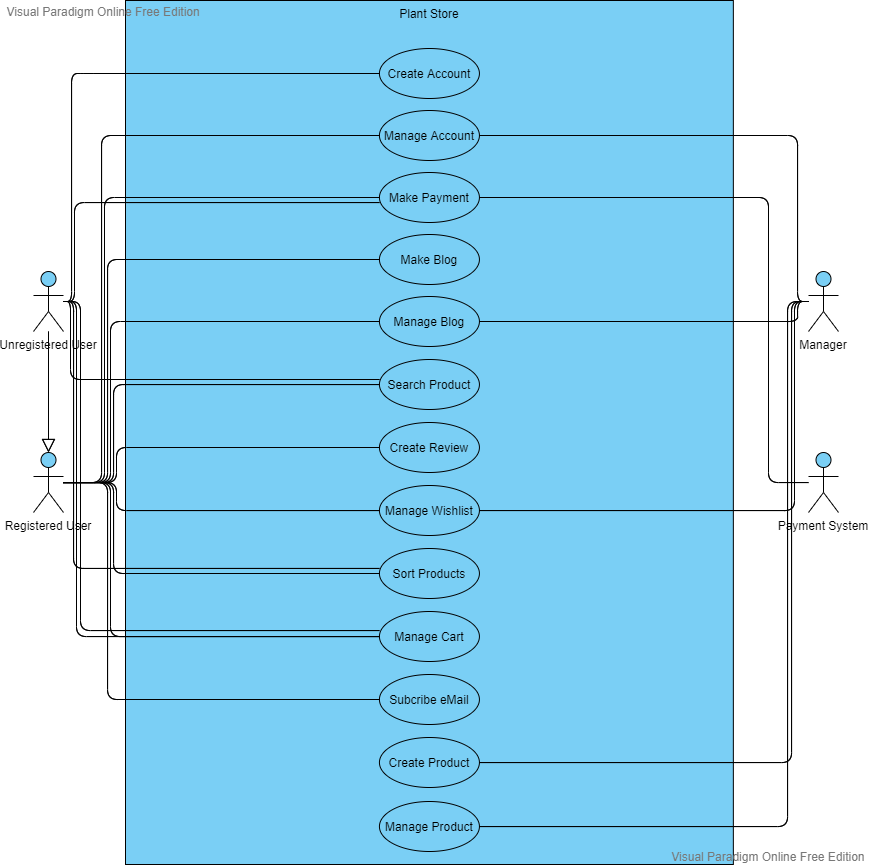 Visual Paradigm Online Free Edition
Plant Store
Create Account
Manage Account
Make Payment
Make Blog
Manage Blog
Unregistered User
Manager
Search Product
Create Review
Manage Wishlist
Registered User
Payment System
Sort Products
Manage Cart
Subcribe eMail
Create Product
Manage Product
Visual Paradigm Online Free Edition